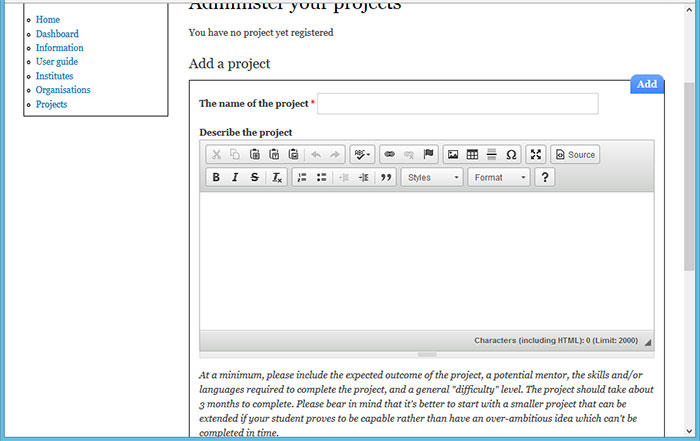 Administer your projects
Home
Dashboard
Information
User guide
Institutes
Organisations
Projects
You have no project yet registered
Add a project
Add
The name of the project *
Describe the project
ABC
Source
B I S Tx
Styles
Format
?
Characters (including HTML): 0 (Limit: 2000)
At a minimum, please include the expected outcome of the project, a potential mentor, the skills and/or
languages required to complete the project, and a general "difficulty" level. The project should take about
3 months to complete. Please bear in mind that it's better to start with a smaller project that can be
extended if your student proves to be capable rather than have an over-ambitious idea which can't be
completed in time.